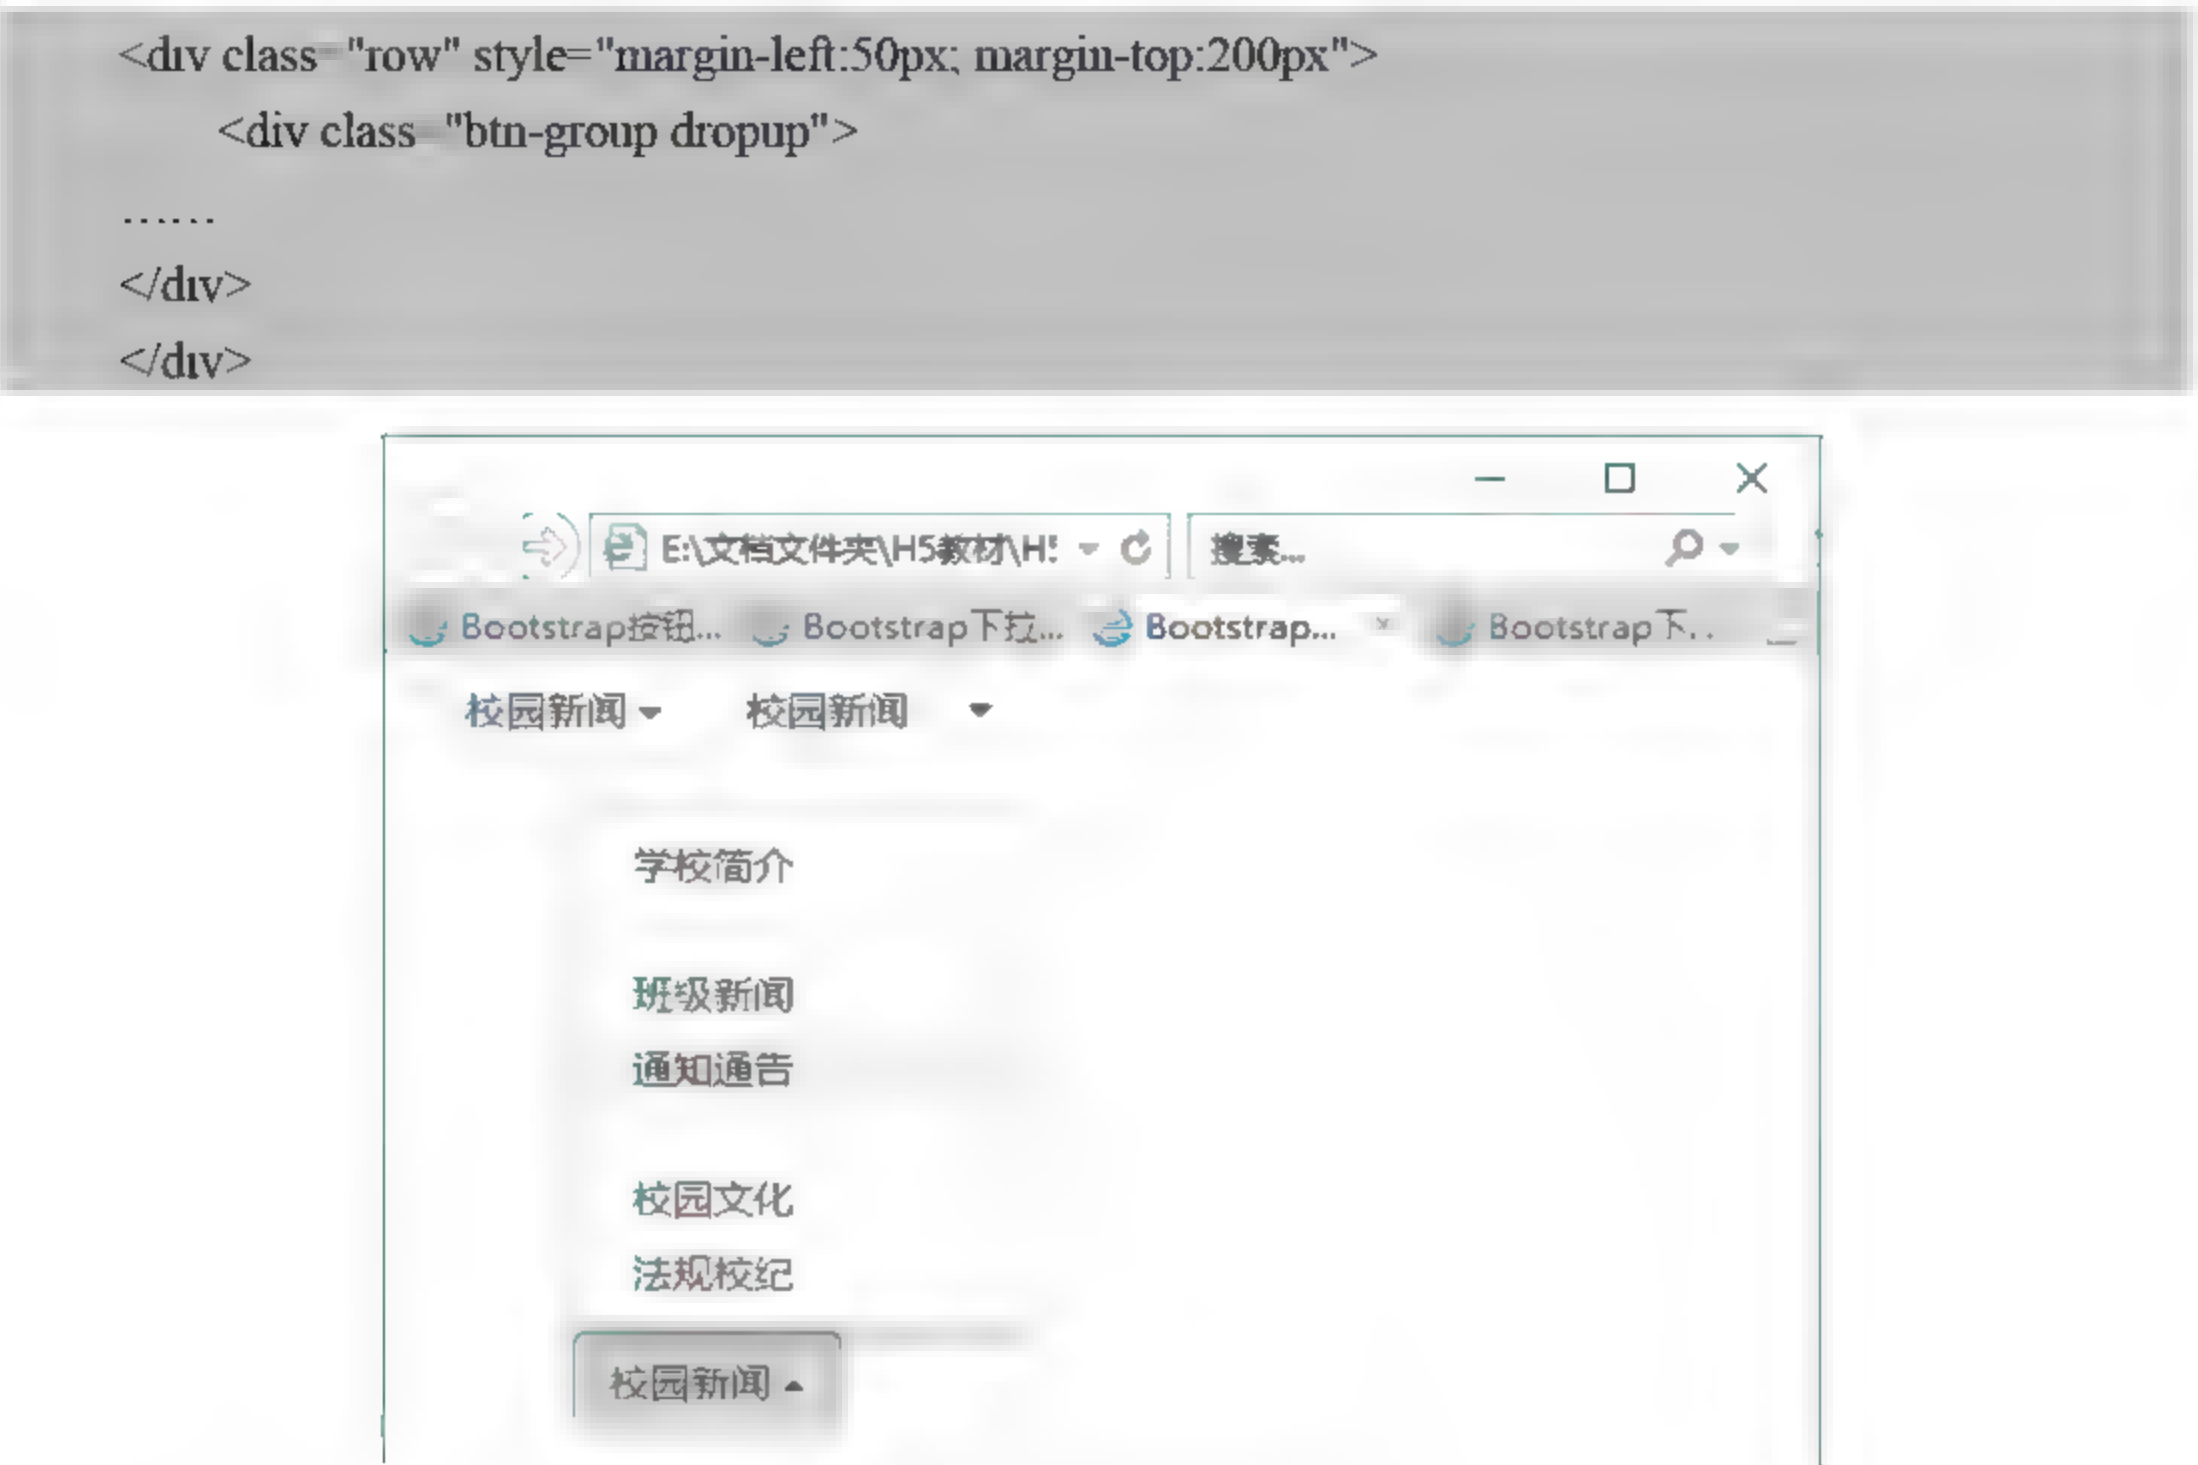 <div class="row" style="margin-left:50px; margin-top:200px">
<div class="btn-group dropup">
......
</div>
</div>
E:\文档文件夹\H5教材\H5
搜索...
Bootstrap按钮... Bootstrap下拉... Bootstrap... × Bootstrap下...
校园新闻 校园新闻
学校简介
班级新闻
通知通告
校园文化
法规校纪
校园新闻